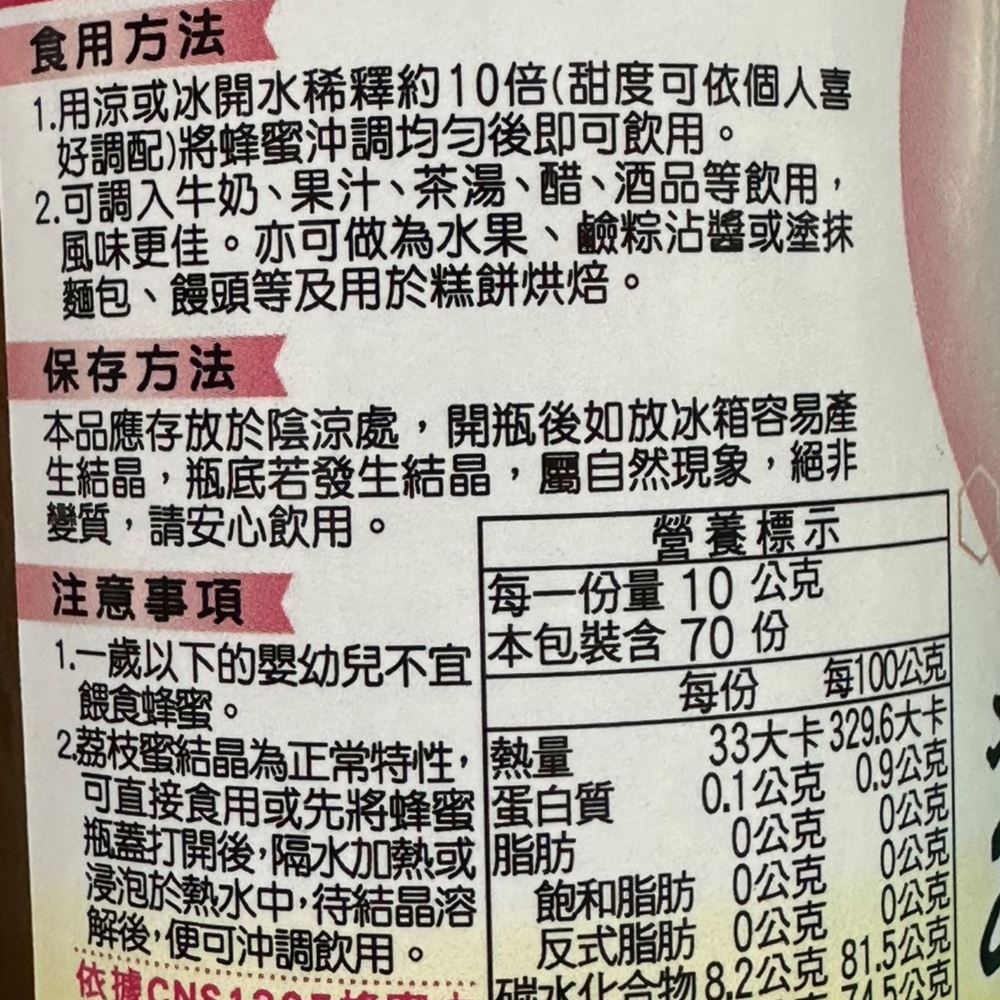 食用方法
1.用涼或冰開水稀釋約10倍(甜度可依個人喜
好調配)將蜂蜜沖調均勻後即可飲用。
2.可調入牛奶、果汁、茶湯、醋、酒品等飲用，
風味更佳。亦可做為水果、鹼粽沾醬或塗抹
麵包、饅頭等及用於糕餅烘焙。
保存方法
本品應存放於陰涼處，開瓶後如放冰箱容易產
生結晶，瓶底若發生結晶，屬自然現象，絕非
變質，請安心飲用。
注意事項
1.一歲以下的嬰幼兒不宜
餵食蜂蜜。
2.荔枝蜜結晶為正常特性，
可直接食用或先將蜂蜜
瓶蓋打開後，隔水加熱或
浸泡於熱水中，待結晶溶
解後，便可沖調飲用。
依據CNS1305蜂蜜
營養標示
每一份量 10 公克
本包裝含 70 份
每份 每100公克
熱量 33大卡 329.6大卡
蛋白質 0.1公克 0.9公克
脂肪 0公克 0公克
飽和脂肪 0公克 0公克
反式脂肪 0公克 0公克
碳水化合物 8.2公克 81.5公克
74.5公克